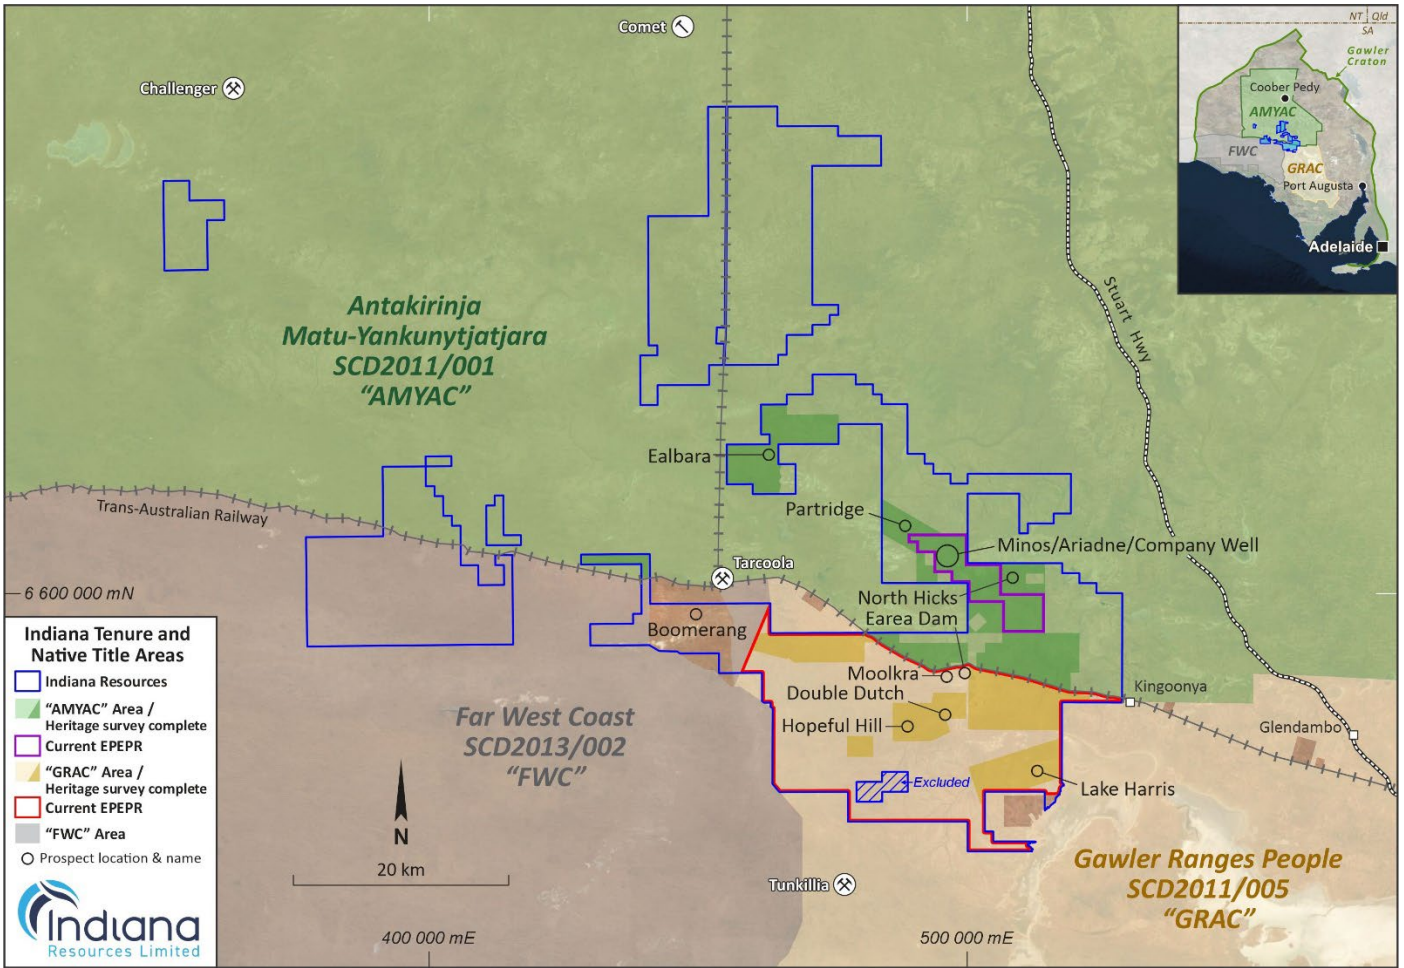 Comet
Challenger
NT
Qld
SA
Gawler
Craton
Coober Pedy
AMYAC
FWC
GRAC
Port Augusta
Adelaide
Stuart Hwy
Antakirinja
Matu-Yankunytjatjara
SCD2011/001
“AMYAC”
Ealbara
Partridge
Trans-Australian Railway
Minos/Ariadne/Company Well
Tarcoola
6 600 000 mN
North Hicks
Earea Dam
Boomerang
Moolkra
Double Dutch
Hopeful Hill
Kingoonya
Glendambo
Excluded
Lake Harris
Far West Coast
SCD2013/002
“FWC”
Indiana Tenure and
Native Title Areas
Indiana Resources
“AMYAC” Area /
Heritage survey complete
Current EPEPR
“GRAC” Area /
Heritage survey complete
Current EPEPR
“FWC” Area
Prospect location & name
Indiana
Resources Limited
N
20 km
Tunkillia
Gawler Ranges People
SCD2011/005
“GRAC”
400 000 mE
500 000 mE